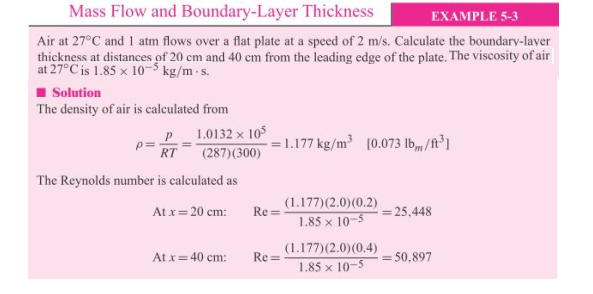 Mass Flow and Boundary-Layer Thickness
EXAMPLE 5-3
Air at 27°C and 1 atm flows over a flat plate at a speed of 2 m/s. Calculate the boundary-layer
thickness at distances of 20 cm and 40 cm from the leading edge of the plate. The viscosity of air
at 27°C is 1.85 × 10⁻⁵ kg/m · s.
■ Solution
The density of air is calculated from
ρ = p/RT = 1.0132 × 10⁵/(287)(300) = 1.177 kg/m³ [0.073 lbₘ/ft³]
The Reynolds number is calculated as
At x = 20 cm: Re = (1.177)(2.0)(0.2)/1.85 × 10⁻⁵ = 25,448
At x = 40 cm: Re = (1.177)(2.0)(0.4)/1.85 × 10⁻⁵ = 50,897